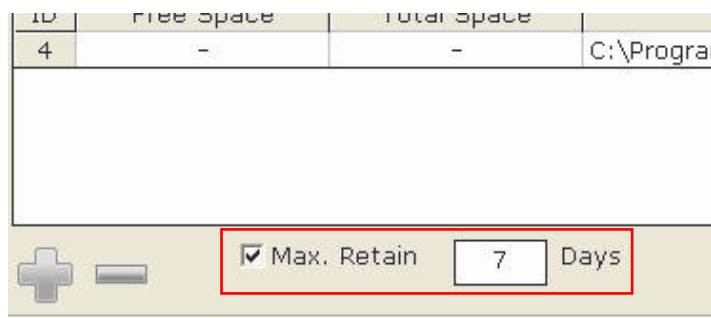 ID Free Space Total Space
4 - - C:\Progra
Max. Retain 7 Days